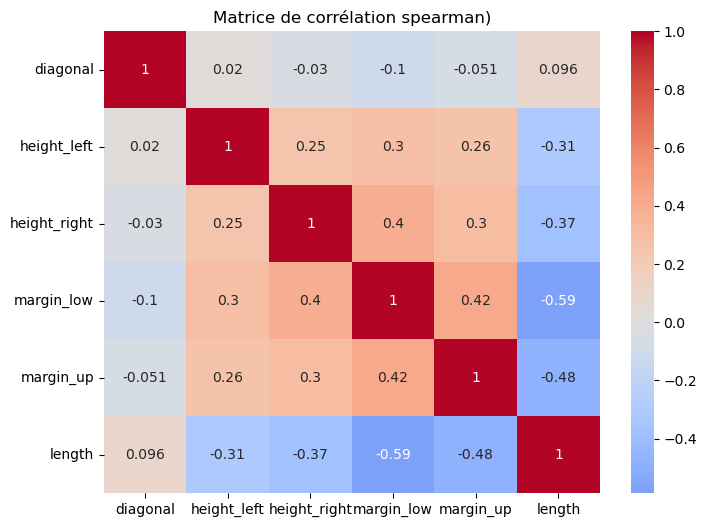 Matrice de corrélation spearman)
diagonal 1 0.02 -0.03 -0.1 -0.051 0.096
height_left 0.02 1 0.25 0.3 0.26 -0.31
height_right -0.03 0.25 1 0.4 0.3 -0.37
margin_low -0.1 0.3 0.4 1 0.42 -0.59
margin_up -0.051 0.26 0.3 0.42 1 -0.48
length 0.096 -0.31 -0.37 -0.59 -0.48 1
diagonal height_left height_right margin_low margin_up length
1.0
0.8
0.6
0.4
0.2
0.0
−0.2
−0.4